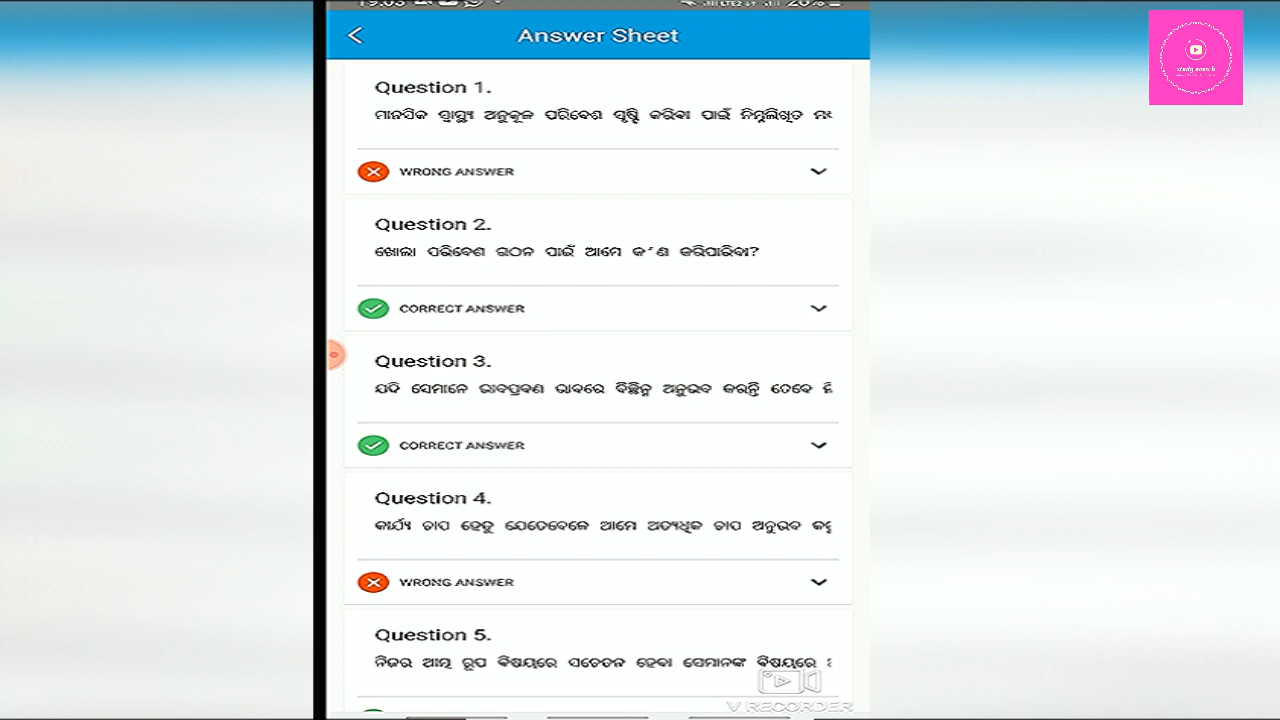 19:03
Answer Sheet
Question 1.
ମାନସିକ ସ୍ୱାସ୍ଥ୍ୟ ଅନୁକୂଳ ପରିବେଶ ସୃଷ୍ଟି କରିବା ପାଇଁ ନିମ୍ନଲିଖିତ
WRONG ANSWER
Question 2.
ଖୋଲା ପରିବେଶ ଗଠନ ପାଇଁ ଆମେ କ'ଣ କରିପାରିବା?
CORRECT ANSWER
Question 3.
ଯଦି ସେମାନେ ଭାବପ୍ରବଣ ଭାବରେ ବିଚ୍ଛିନ୍ନ ଅନୁଭବ କରନ୍ତି ତେବେ
CORRECT ANSWER
Question 4.
କାର୍ଯ୍ୟ ଚାପ ହେତୁ ଯେତେବେଳେ ଆମେ ଅତ୍ୟଧିକ ଚାପ ଅନୁଭବ
WRONG ANSWER
Question 5.
ନିଜର ଆତ୍ମ ରୂପ ବିଷୟରେ ସଚେତନ ହେବା ସେମାନଙ୍କ ବିଷୟରେ
V RECORDER